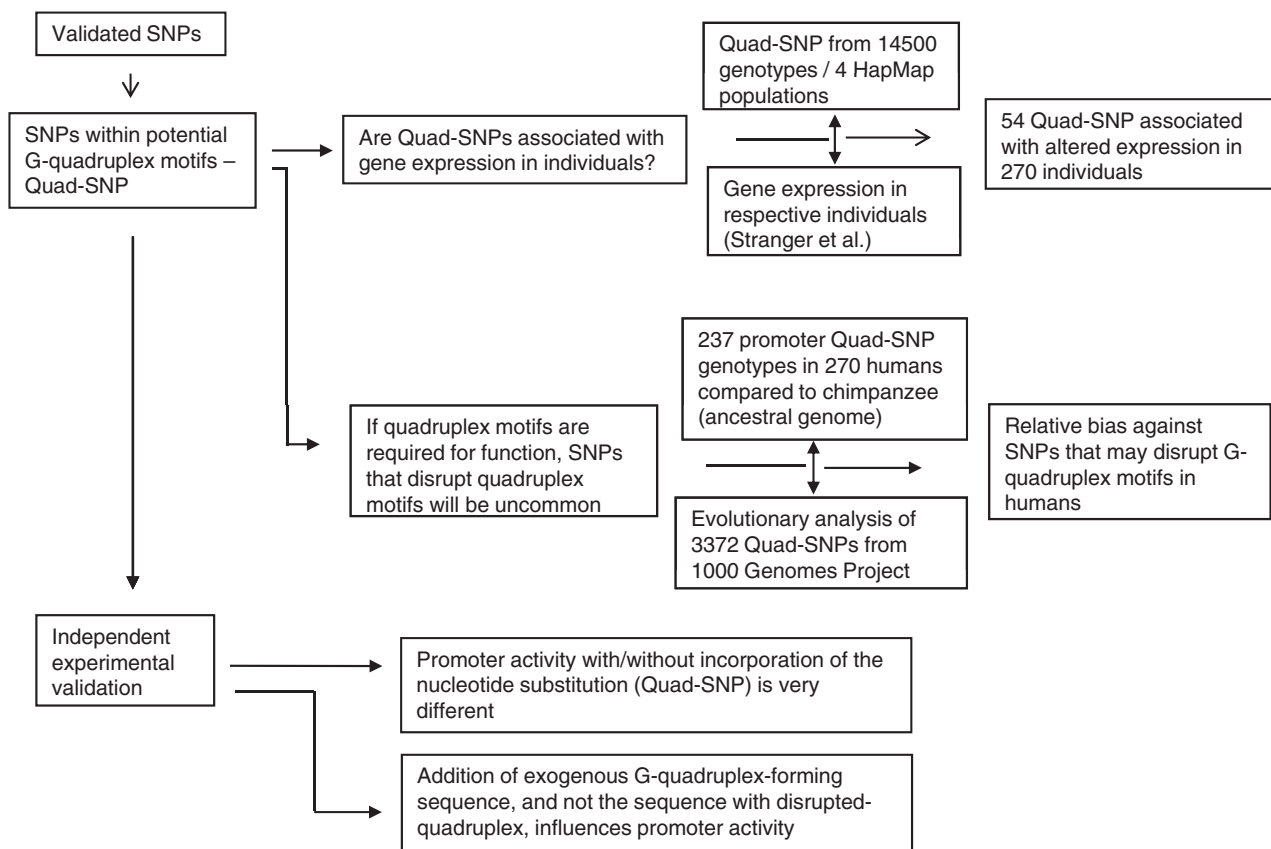 Validated SNPs
SNPs within potential
G-quadruplex motifs –
Quad-SNP
Are Quad-SNPs associated with
gene expression in individuals?
Quad-SNP from 14500
genotypes / 4 HapMap
populations
Gene expression in
respective individuals
(Stranger et al.)
54 Quad-SNP associated
with altered expression in
270 individuals
If quadruplex motifs are
required for function, SNPs
that disrupt quadruplex
motifs will be uncommon
237 promoter Quad-SNP
genotypes in 270 humans
compared to chimpanzee
(ancestral genome)
Evolutionary analysis of
3372 Quad-SNPs from
1000 Genomes Project
Relative bias against
SNPs that may disrupt G-
quadruplex motifs in
humans
Independent
experimental
validation
Promoter activity with/without incorporation of the
nucleotide substitution (Quad-SNP) is very
different
Addition of exogenous G-quadruplex-forming
sequence, and not the sequence with disrupted-
quadruplex, influences promoter activity